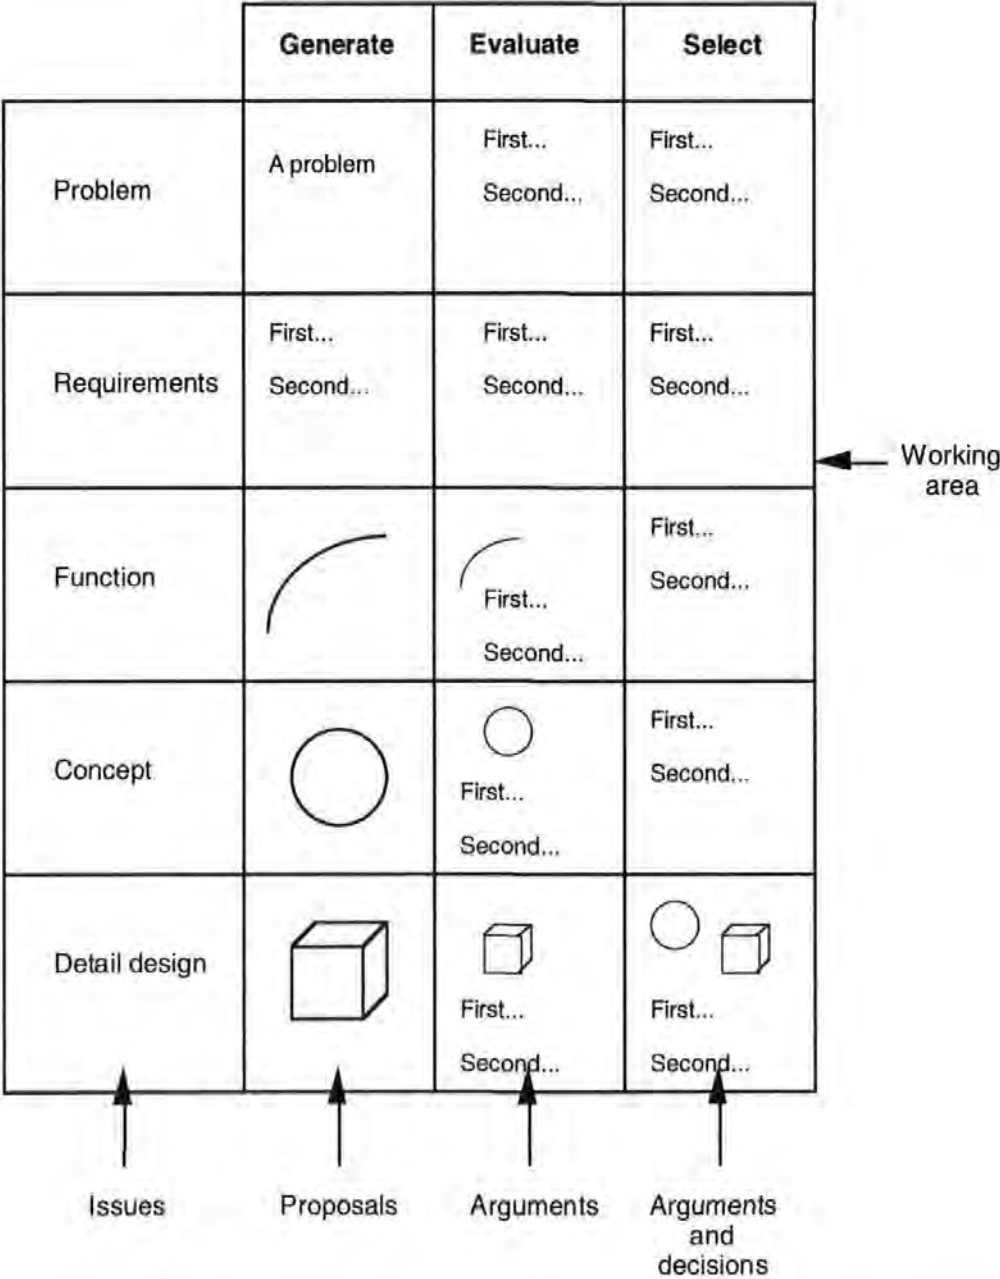 Generate Evaluate Select
Problem
A problem
First...
Second...
First...
Second...
Requirements
First...
Second...
First...
Second...
First...
Second...
Working
area
Function
First...
Second...
First...
Second...
Concept
First...
Second...
First...
Second...
Detail design
First...
Second...
First...
Second...
Issues
Proposals
Arguments
Arguments
and
decisions